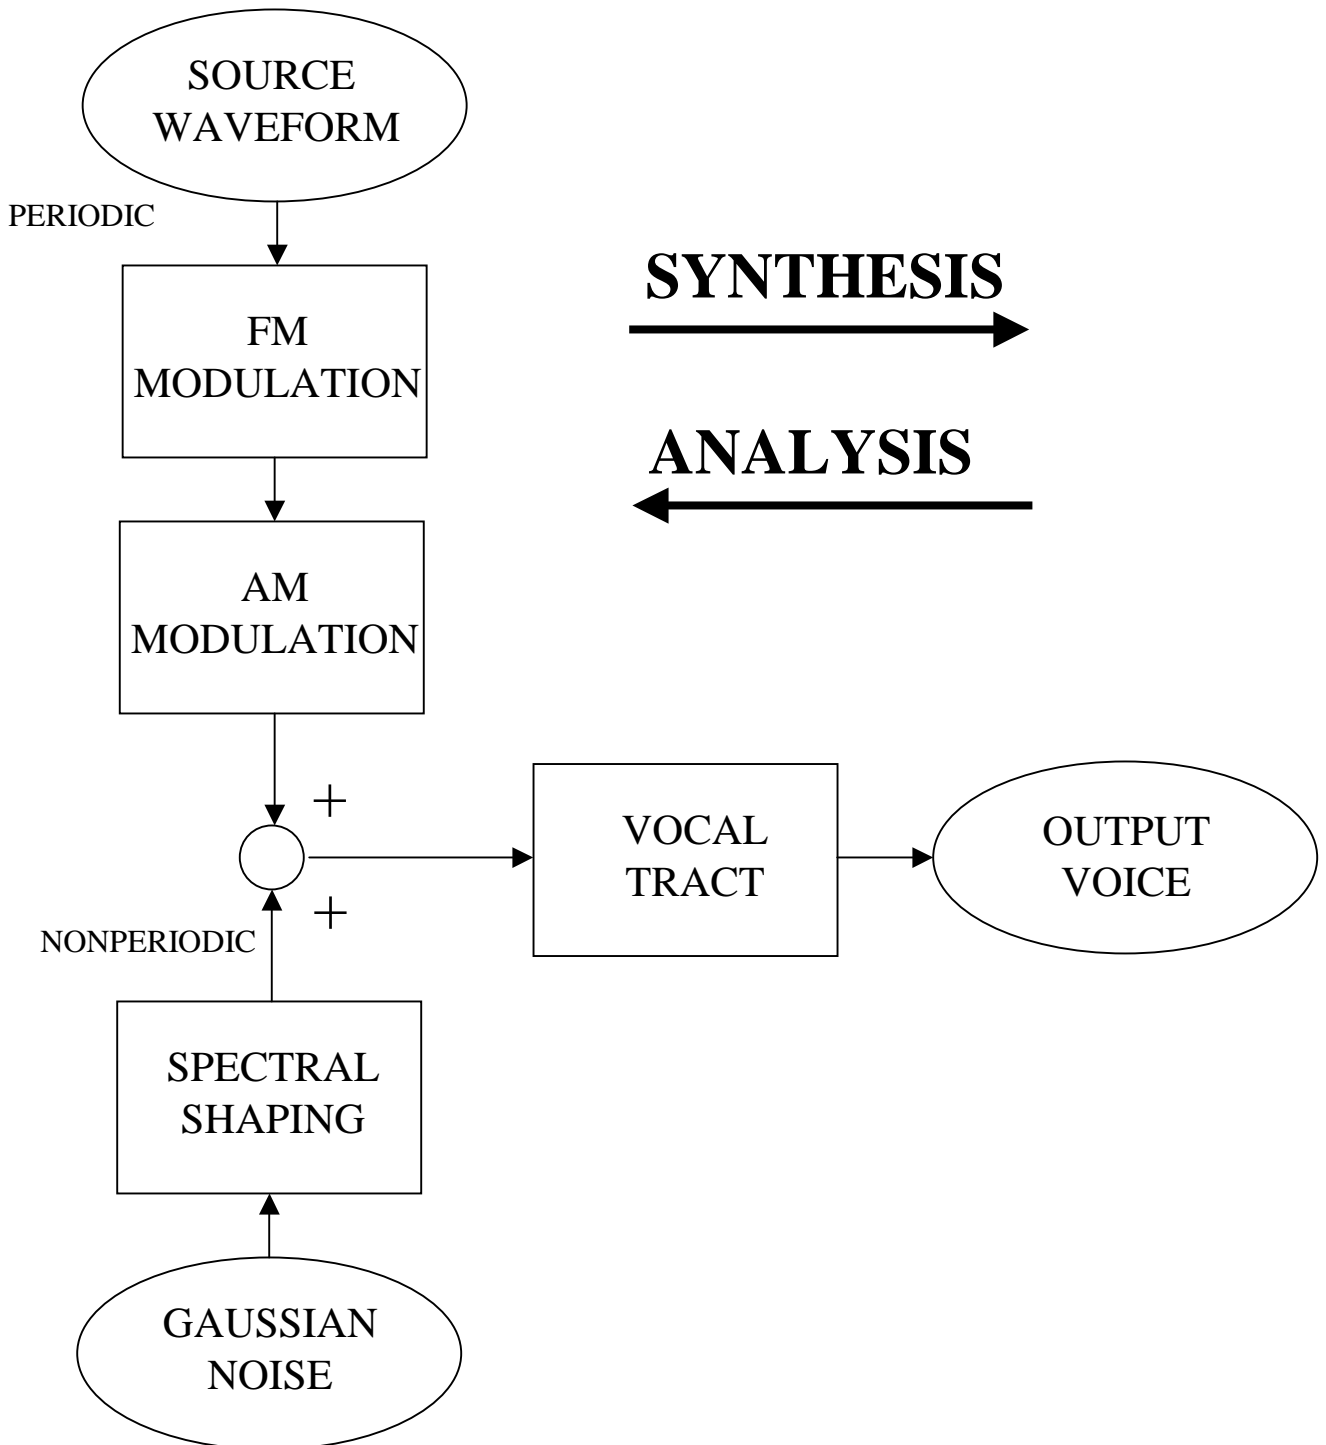 SOURCE
WAVEFORM
PERIODIC
SYNTHESIS
FM
MODULATION
ANALYSIS
AM
MODULATION
+
VOCAL
TRACT
OUTPUT
VOICE
+
NONPERIODIC
SPECTRAL
SHAPING
GAUSSIAN
NOISE